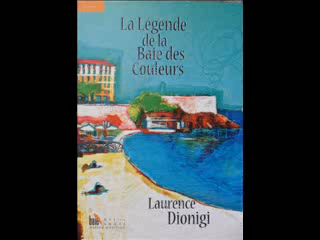 La Légende
de la
Baie des
Couleurs
Laurence
Dionigi